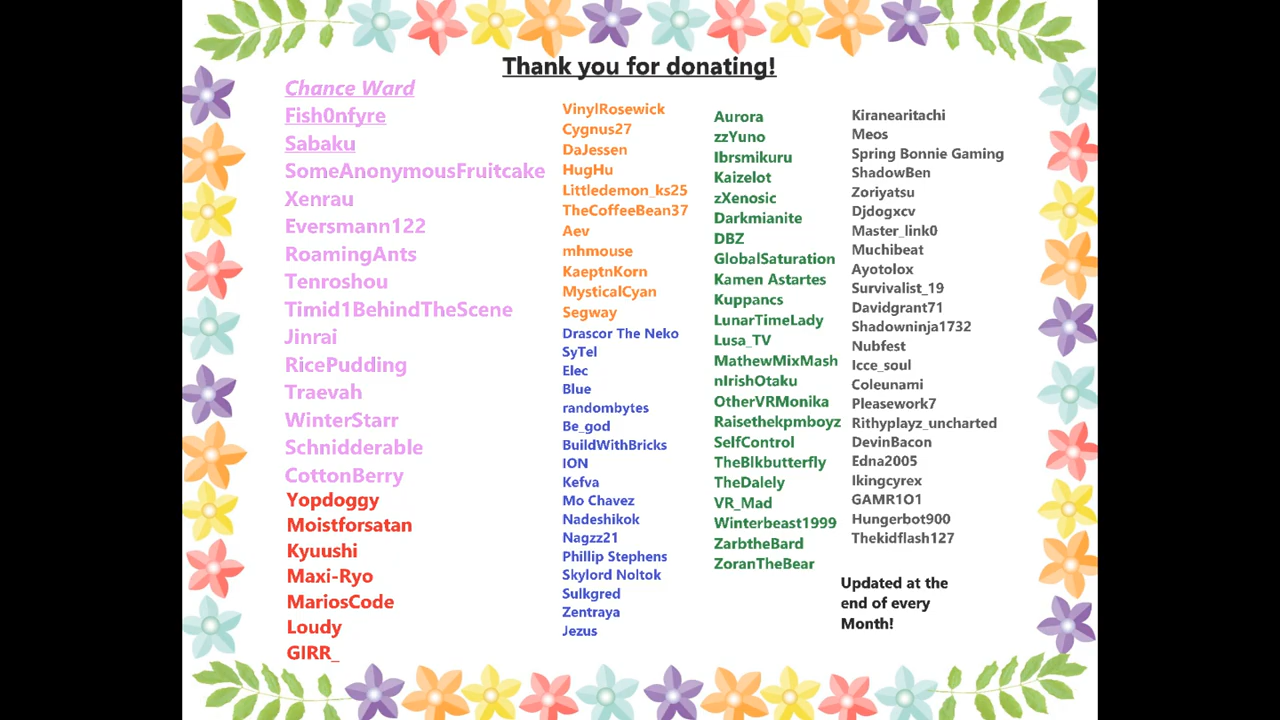 Thank you for donating!
Chance Ward
Fish0nfyre
Sabaku
SomeAnonymousFruitcake
Xenrau
Eversmann122
RoamingAnts
Tenroshou
Timid1BehindTheScene
Jinrai
RicePudding
Traevah
WinterStarr
Schnidderable
CottonBerry
Yopdoggy
Moistforsatan
Kyuushi
Maxi-Ryo
MariosCode
Loudy
GIRR_
VinylRosewick
Cygnus27
DaJessen
HugHu
Littledemon_ks25
TheCoffeeBean37
Aev
mhmouse
KaeptnKorn
MysticalCyan
Segway
Drascor The Neko
SyTel
Elec
Blue
randombytes
Be_god
BuildWithBricks
ION
Kefva
Mo Chavez
Nadeshikok
Nagzz21
Phillip Stephens
Skylord Noltok
Sulkgred
Zentraya
Jezus
Aurora
zzYuno
Ibrsmikuru
Kaizelot
zXenosic
Darkmianite
DBZ
GlobalSaturation
Kamen Astartes
Kuppancs
LunarTimeLady
Lusa_TV
MathewMixMash
nIrishOtaku
OtherVRMonika
Raisethekpmboyz
SelfControl
TheBlkbutterfly
TheDalely
VR_Mad
Winterbeast1999
ZarbtheBard
ZoranTheBear
Kiranearitachi
Meos
Spring Bonnie Gaming
ShadowBen
Zoriyatsu
Djdogxcv
Master_link0
Muchibeat
Ayotolox
Survivalist_19
Davidgrant71
Shadowninja1732
Nubfest
Icce_soul
Coleunami
Pleasework7
Rithyplayz_uncharted
DevinBacon
Edna2005
Ikingcyrex
GAMR1O1
Hungerbot900
Thekidflash127
Updated at the
end of every
Month!